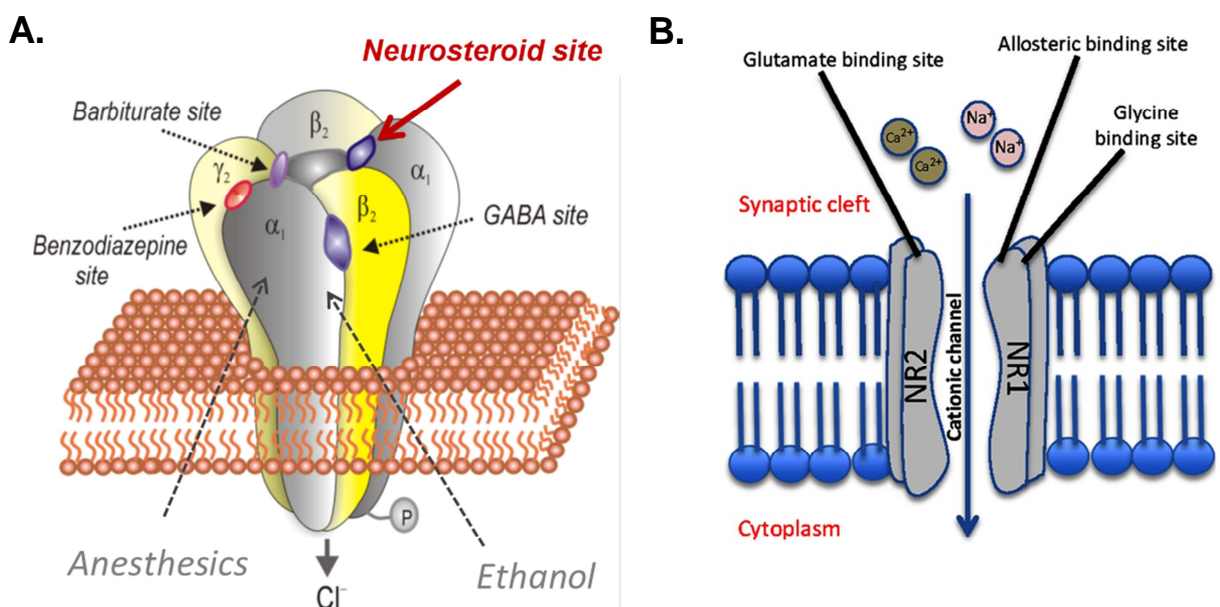 A.
Neurosteroid site
Barbiturate site
β₂
γ₂
α₁
β₂
α₁
GABA site
Benzodiazepine
site
P
Anesthesics
Ethanol
Cl⁻
B.
Allosteric binding site
Glutamate binding site
Glycine
binding site
Na⁺
Na⁺
Ca²⁺
Ca²⁺
Synaptic cleft
NR2
Cationic channel
NR1
Cytoplasm